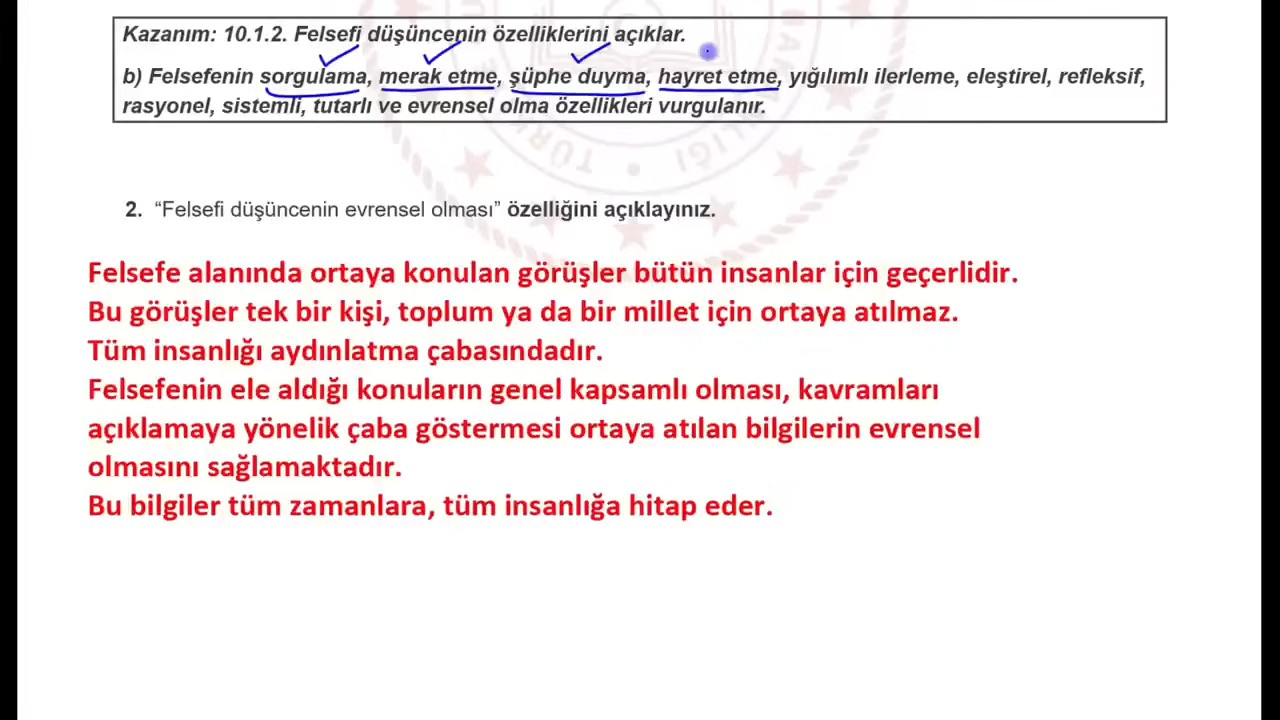 Kazanım: 10.1.2. Felsefi düşüncenin özelliklerini açıklar.
b) Felsefenin sorgulama, merak etme, şüphe duyma, hayret etme, yığılımlı ilerleme, eleştirel, refleksif,
rasyonel, sistemli, tutarlı ve evrensel olma özellikleri vurgulanır.
2. “Felsefi düşüncenin evrensel olması” özelliğini açıklayınız.
Felsefe alanında ortaya konulan görüşler bütün insanlar için geçerlidir.
Bu görüşler tek bir kişi, toplum ya da bir millet için ortaya atılmaz.
Tüm insanlığı aydınlatma çabasındadır.
Felsefenin ele aldığı konuların genel kapsamlı olması, kavramları
açıklamaya yönelik çaba göstermesi ortaya atılan bilgilerin evrensel
olmasını sağlamaktadır.
Bu bilgiler tüm zamanlara, tüm insanlığa hitap eder.